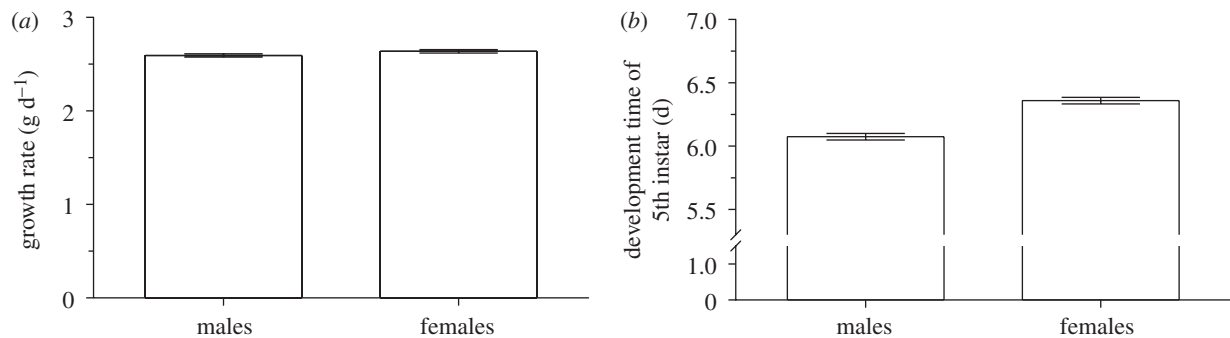 (a)
3
2
1
0
growth rate (g d⁻¹)
males
females
(b)
7.0
6.5
6.0
5.5
1.0
0
development time of
5th instar (d)
males
females